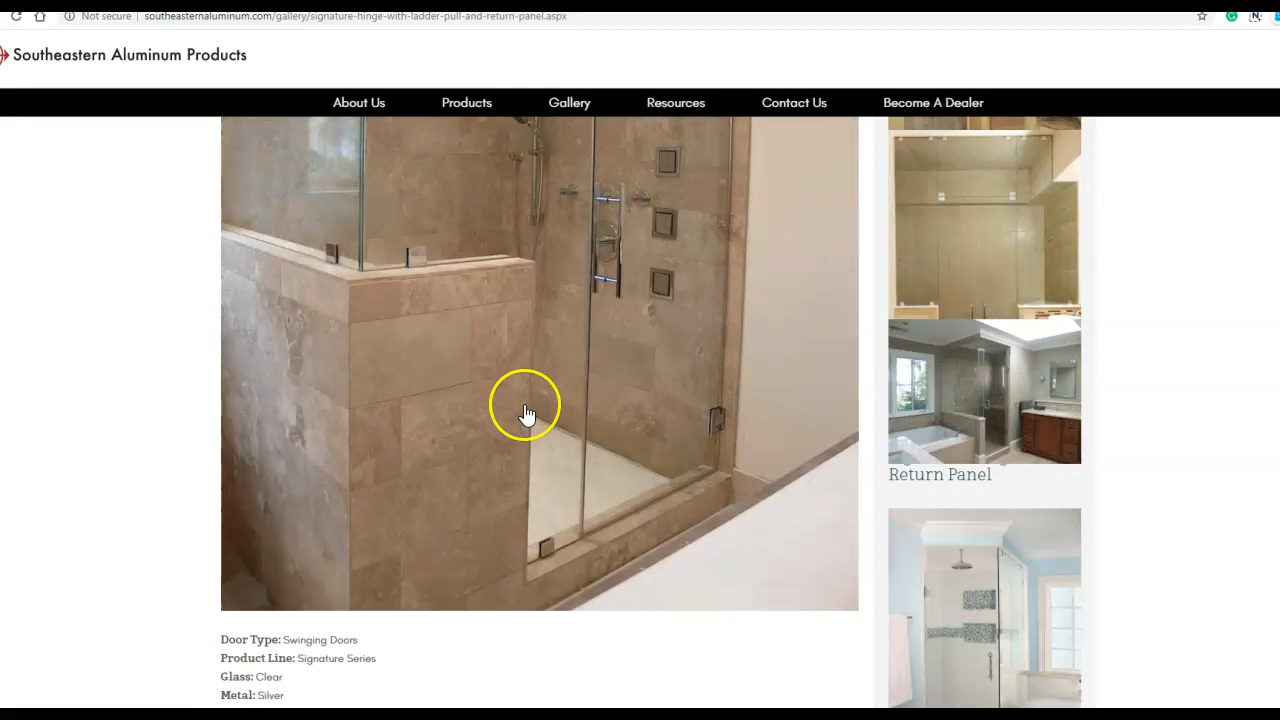 Not secure southeasternaluminum.com/gallery/signature-hinge-with-ladder-pull-and-return-panel.aspx
Southeastern Aluminum Products
About Us Products Gallery Resources Contact Us Become A Dealer
Return Panel
Door Type: Swinging Doors
Product Line: Signature Series
Glass: Clear
Metal: Silver